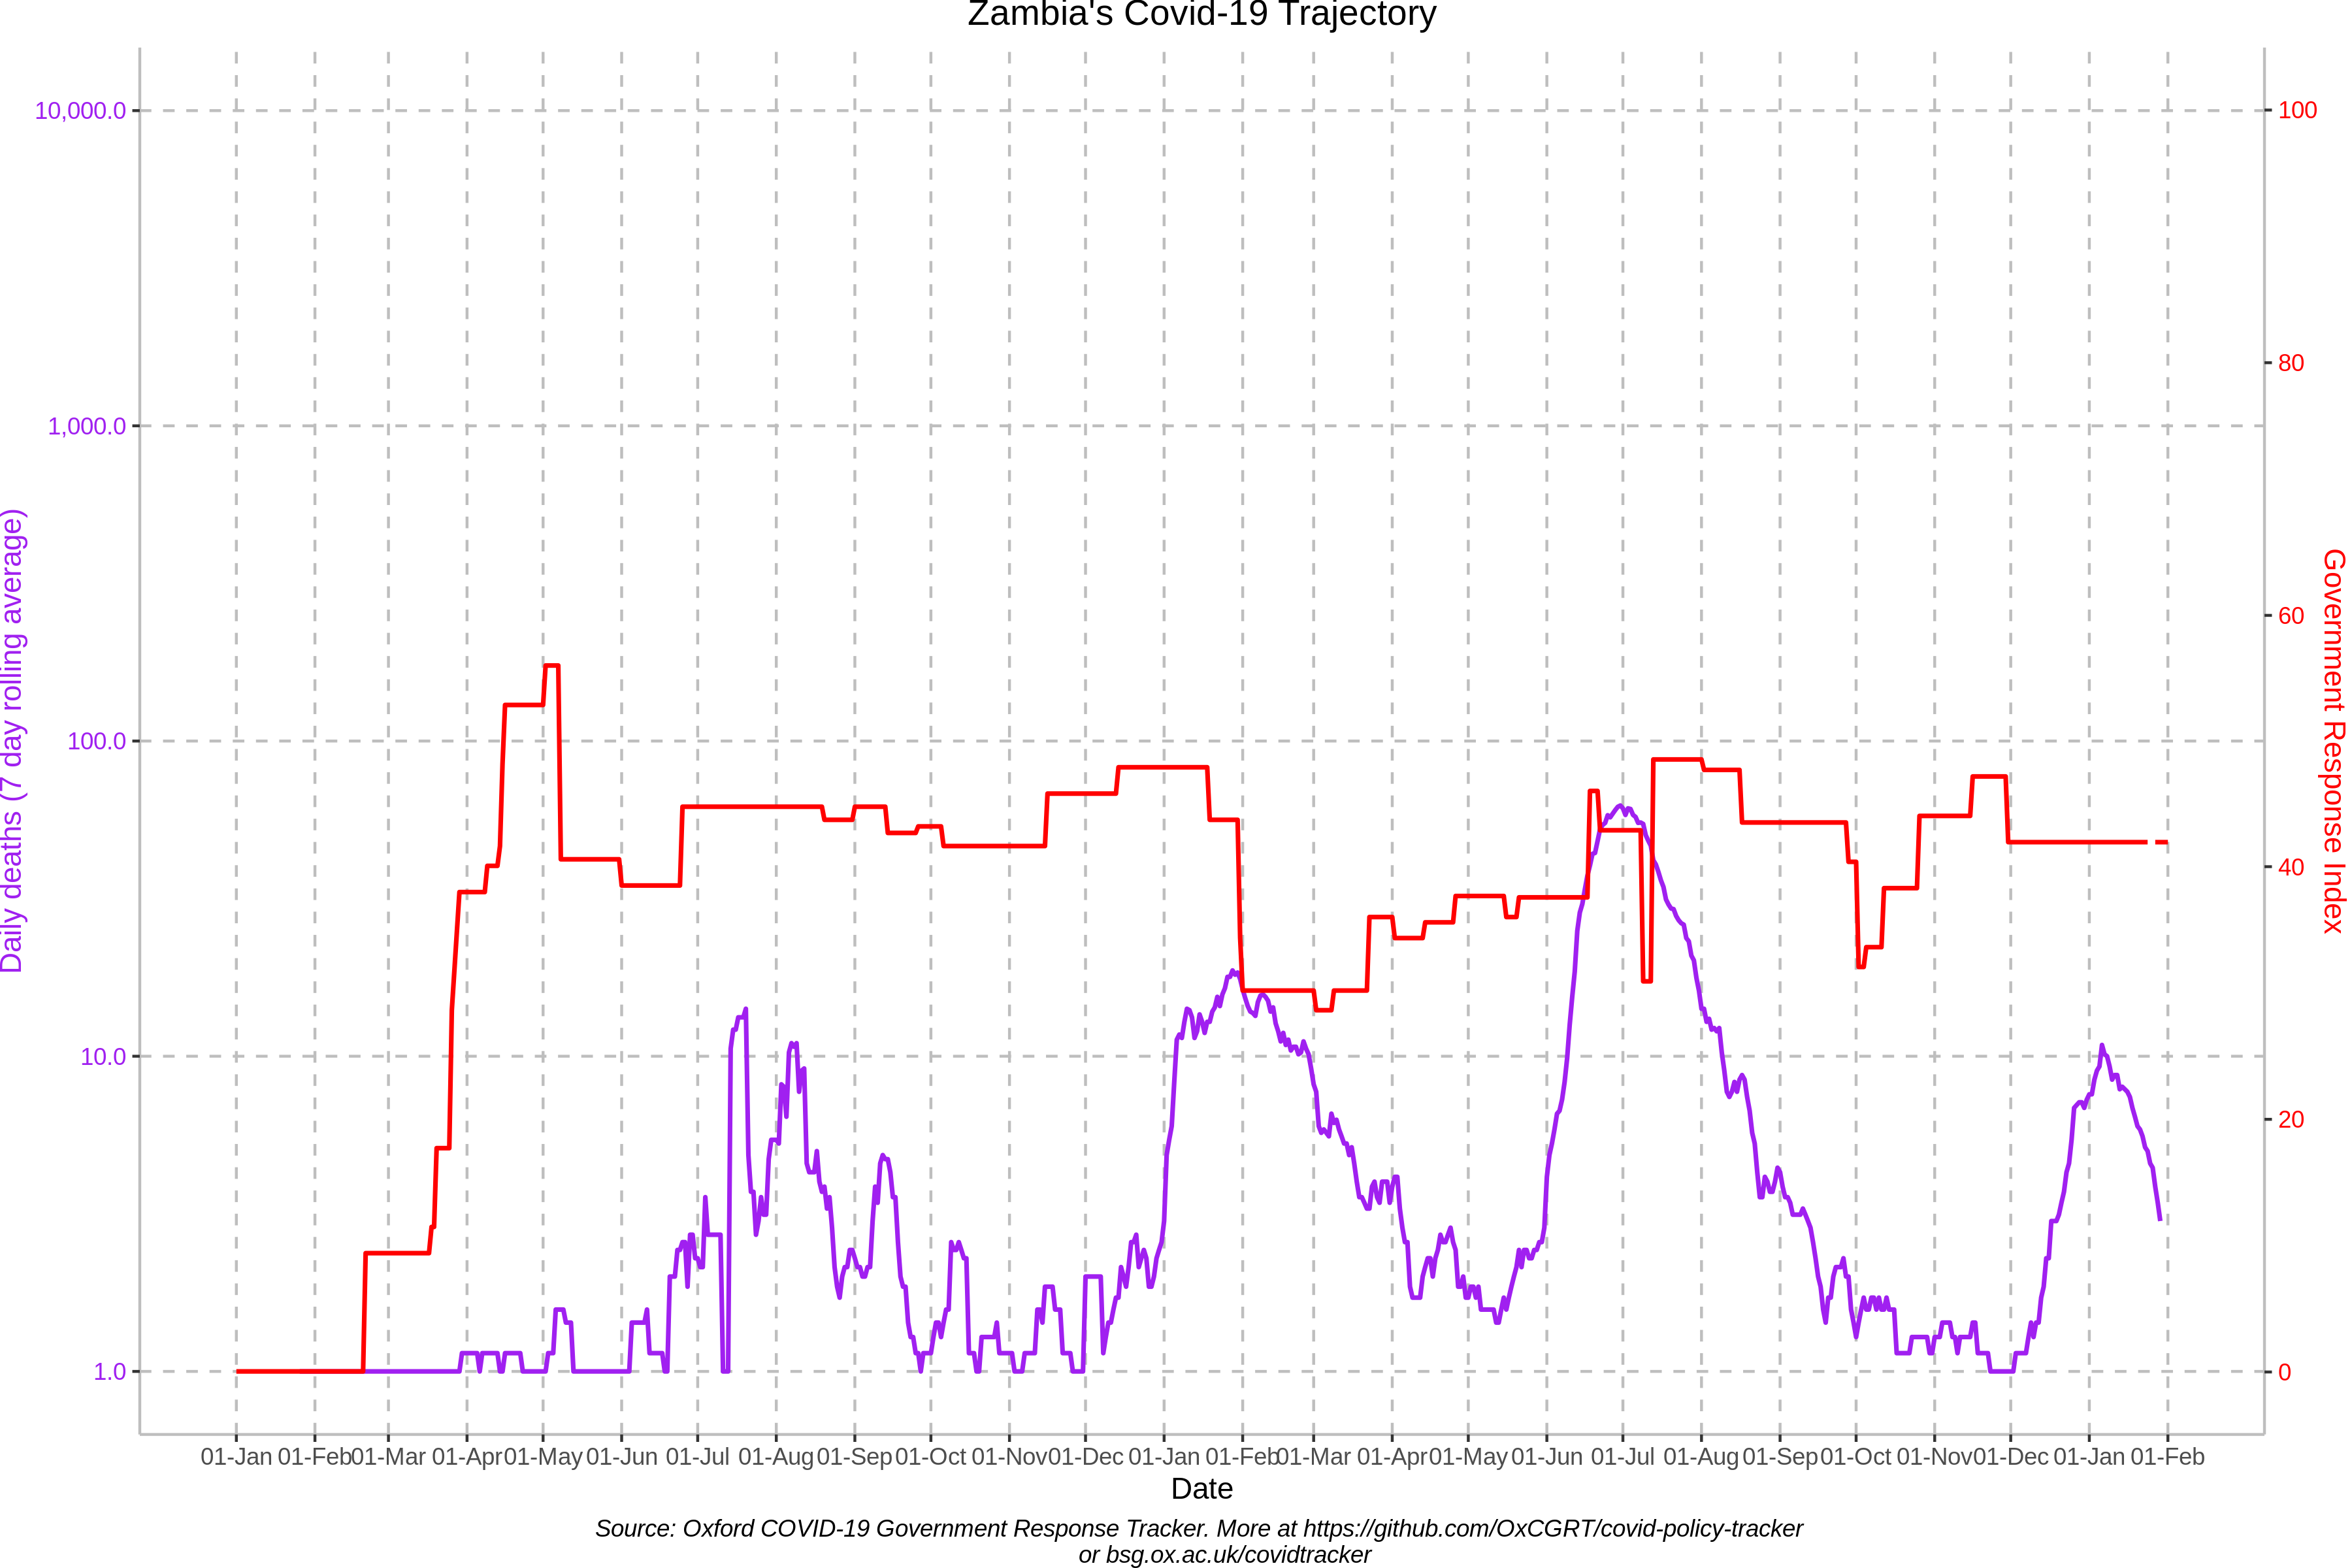 Zambia's Covid-19 Trajectory
10,000.0
1,000.0
100.0
10.0
1.0
Daily deaths (7 day rolling average)
100
80
60
40
20
0
Government Response Index
01-Jan 01-Feb 01-Mar 01-Apr 01-May 01-Jun 01-Jul 01-Aug 01-Sep 01-Oct 01-Nov 01-Dec 01-Jan 01-Feb 01-Mar 01-Apr 01-May 01-Jun 01-Jul 01-Aug 01-Sep 01-Oct 01-Nov 01-Dec 01-Jan 01-Feb
Date
Source: Oxford COVID-19 Government Response Tracker. More at https://github.com/OxCGRT/covid-policy-tracker
or bsg.ox.ac.uk/covidtracker